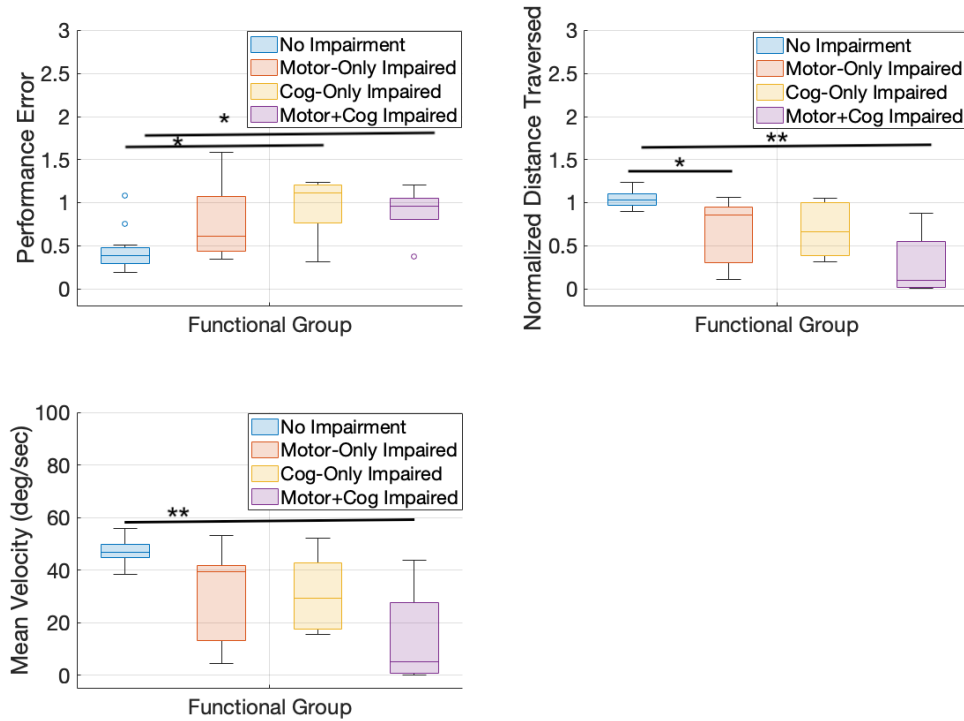 Performance Error
3
2.5
2
1.5
1
0.5
0
No Impairment
Motor-Only Impaired
Cog-Only Impaired
Motor+Cog Impaired
*
*
Functional Group
Normalized Distance Traversed
3
2.5
2
1.5
1
0.5
0
No Impairment
Motor-Only Impaired
Cog-Only Impaired
Motor+Cog Impaired
**
*
Functional Group
Mean Velocity (deg/sec)
100
80
60
40
20
0
No Impairment
Motor-Only Impaired
Cog-Only Impaired
Motor+Cog Impaired
**
Functional Group